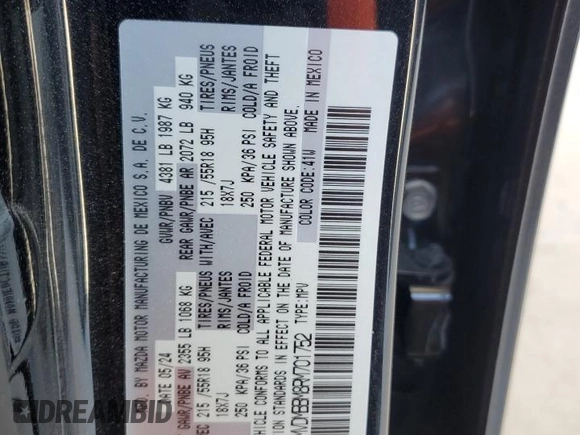 D. BY MAZDA MOTOR MANUFACTURING DE MEXICO S.A. DE C.V.
DATE 05/24 GVWR/PNBV 4381 LB 1987 KG
GAWR/PNBE AV 2355 LB 1068 KG REAR GAWR/PNBE AR 2072 LB 940 KG
215 /55R18 95H TIRES/PNEUS WITH/AVEC 215 /55R18 95H TIRES/PNEUS
18X7J RIMS/JANTES 18X7J RIMS/JANTES
250 KPA/36 PSI COLD/A FROID 250 KPA/36 PSI COLD/A FROID
VEHICLE CONFORMS TO ALL APPLICABLE FEDERAL MOTOR VEHICLE SAFETY AND THEFT
STANDARDS IN EFFECT ON THE DATE OF MANUFACTURE SHOWN ABOVE.
COLOR CODE:41W MADE IN MEXICO
TYPE:MPV
DREAMBID